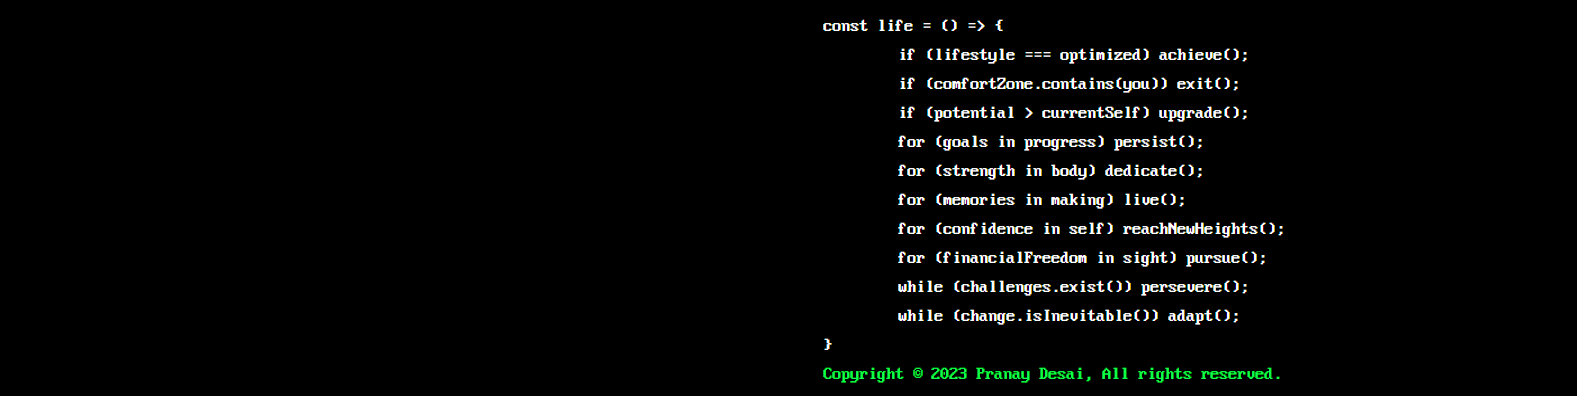 const life = () => {
if (lifestyle === optimized) achieve();
if (comfortZone.contains(you)) exit();
if (potential > currentSelf) upgrade();
for (goals in progress) persist();
for (strength in body) dedicate();
for (memories in making) live();
for (confidence in self) reachNewHeights();
for (financialFreedom in sight) pursue();
while (challenges.exist()) persevere();
while (change.isInevitable()) adapt();
}
Copyright © 2023 Pranay Desai, All rights reserved.